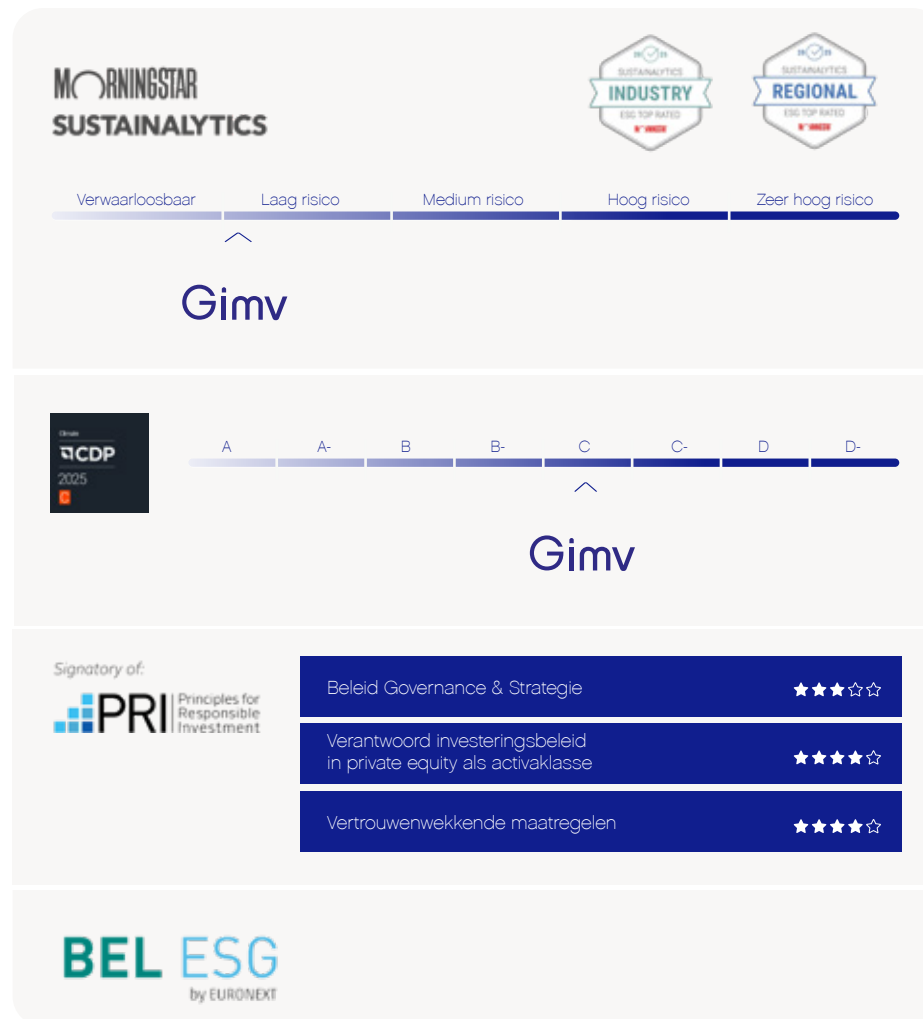 MORNINGSTAR
SUSTAINALYTICS
SUSTAINALYTICS
INDUSTRY
ESG TOP RATED
SUSTAINALYTICS
REGIONAL
ESG TOP RATED
Verwaarloosbaar Laag risico Medium risico Hoog risico Zeer hoog risico
Gimv
Climate
CDP
2025
A A- B B- C C- D D-
Gimv
Signatory of:
PRI Principles for
Responsible
Investment
Beleid Governance & Strategie
Verantwoord investeringsbeleid
in private equity als activaklasse
Vertrouwenwekkende maatregelen
BEL ESG
by EURONEXT